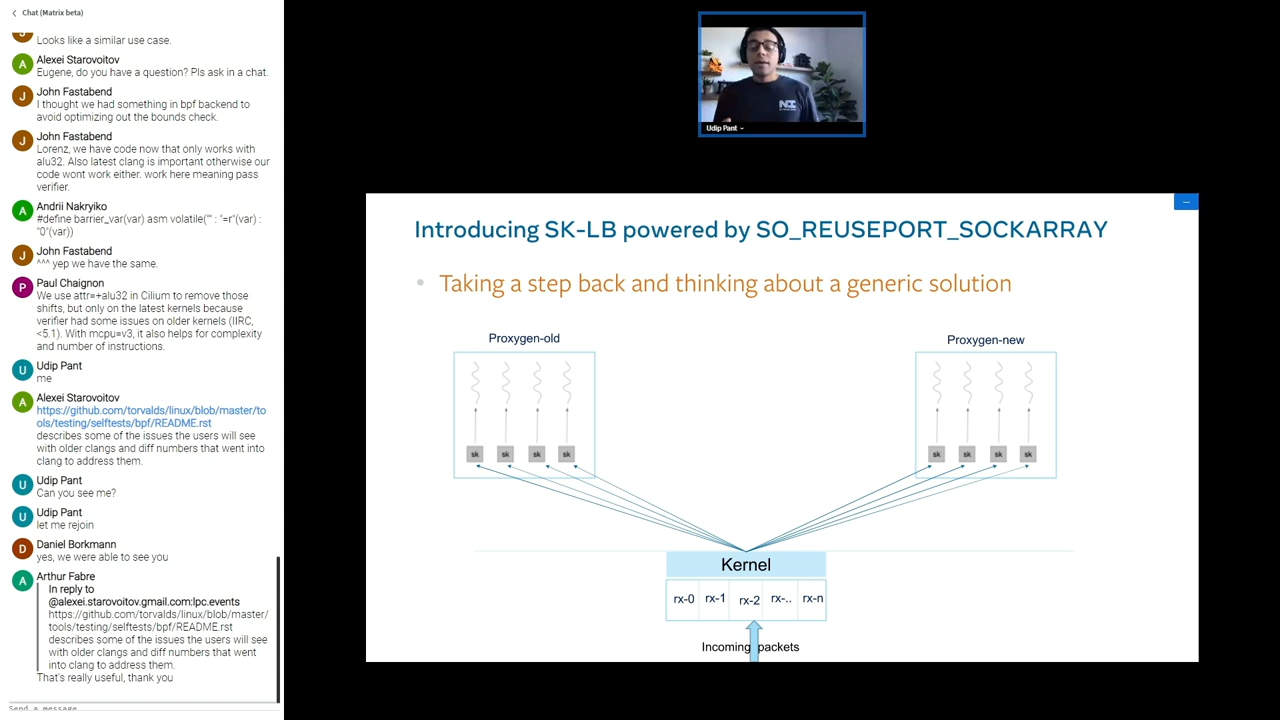 Chat (Matrix beta)
Looks like a similar use case.
A
Alexei Starovoitov
Eugene, do you have a question? Pls ask in a chat.
J
John Fastabend
I thought we had something in bpf backend to
avoid optimizing out the bounds check.
J
John Fastabend
Lorenz, we have code now that only works with
alu32. Also latest clang is important otherwise our
code wont work either. work here meaning pass
verifier.
A
Andrii Nakryiko
#define barrier_var(var) asm volatile("" : "=r"(var) :
"0"(var))
J
John Fastabend
^^^ yep we have the same.
P
Paul Chaignon
We use attr=+alu32 in Cilium to remove those
shifts, but only on the latest kernels because
verifier had some issues on older kernels (IIRC,
<5.1). With mcpu=v3, it also helps for complexity
and number of instructions.
U
Udip Pant
me
A
Alexei Starovoitov
https://github.com/torvalds/linux/blob/master/to
ols/testing/selftests/bpf/README.rst
describes some of the issues the users will see
with older clangs and diff numbers that went into
clang to address them.
U
Udip Pant
Can you see me?
U
Udip Pant
let me rejoin
D
Daniel Borkmann
yes, we were able to see you
A
Arthur Fabre
In reply to
@alexei.starovoitov.gmail.com:lpc.events
https://github.com/torvalds/linux/blob/master/
tools/testing/selftests/bpf/README.rst
describes some of the issues the users will see
with older clangs and diff numbers that went
into clang to address them.
That's really useful, thank you
Send a message
Udip Pant
Introducing SK-LB powered by SO_REUSEPORT_SOCKARRAY
• Taking a step back and thinking about a generic solution
Proxygen-old
Proxygen-new
sk sk sk sk
sk sk sk sk
Kernel
rx-0 rx-1 rx-2 rx-.. rx-n
Incoming packets